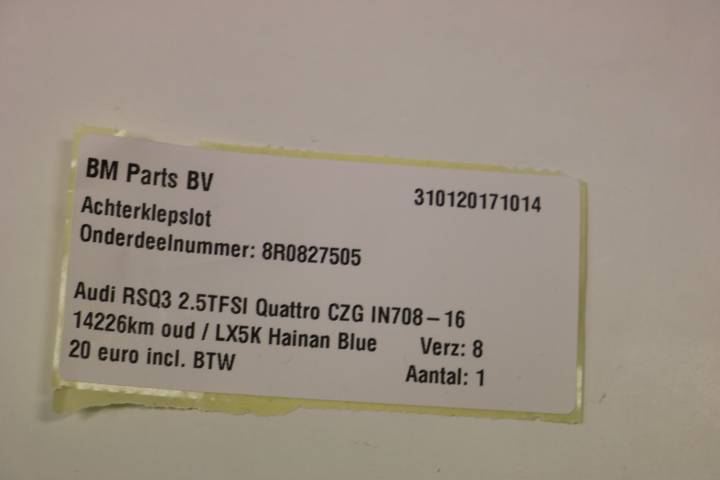 BM Parts BV
310120171014
Achterklepslot
Onderdeelnummer: 8R0827505
Audi RSQ3 2.5TFSI Quattro CZG IN708-16
14226km oud / LX5K Hainan Blue Verz: 8
20 euro incl. BTW Aantal: 1